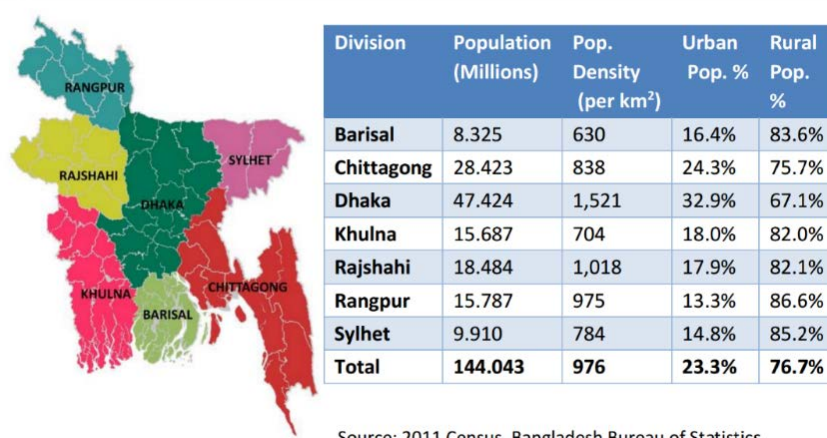 RANGPUR
SYLHET
RAJSHAHI
DHAKA
KHULNA
CHITTAGONG
BARISAL
Division Population (Millions) Pop. Density (per km²) Urban Pop. % Rural Pop. %
Barisal 8.325 630 16.4% 83.6%
Chittagong 28.423 838 24.3% 75.7%
Dhaka 47.424 1,521 32.9% 67.1%
Khulna 15.687 704 18.0% 82.0%
Rajshahi 18.484 1,018 17.9% 82.1%
Rangpur 15.787 975 13.3% 86.6%
Sylhet 9.910 784 14.8% 85.2%
Total 144.043 976 23.3% 76.7%
Source: 2011 Census, Bangladesh Bureau of Statistics